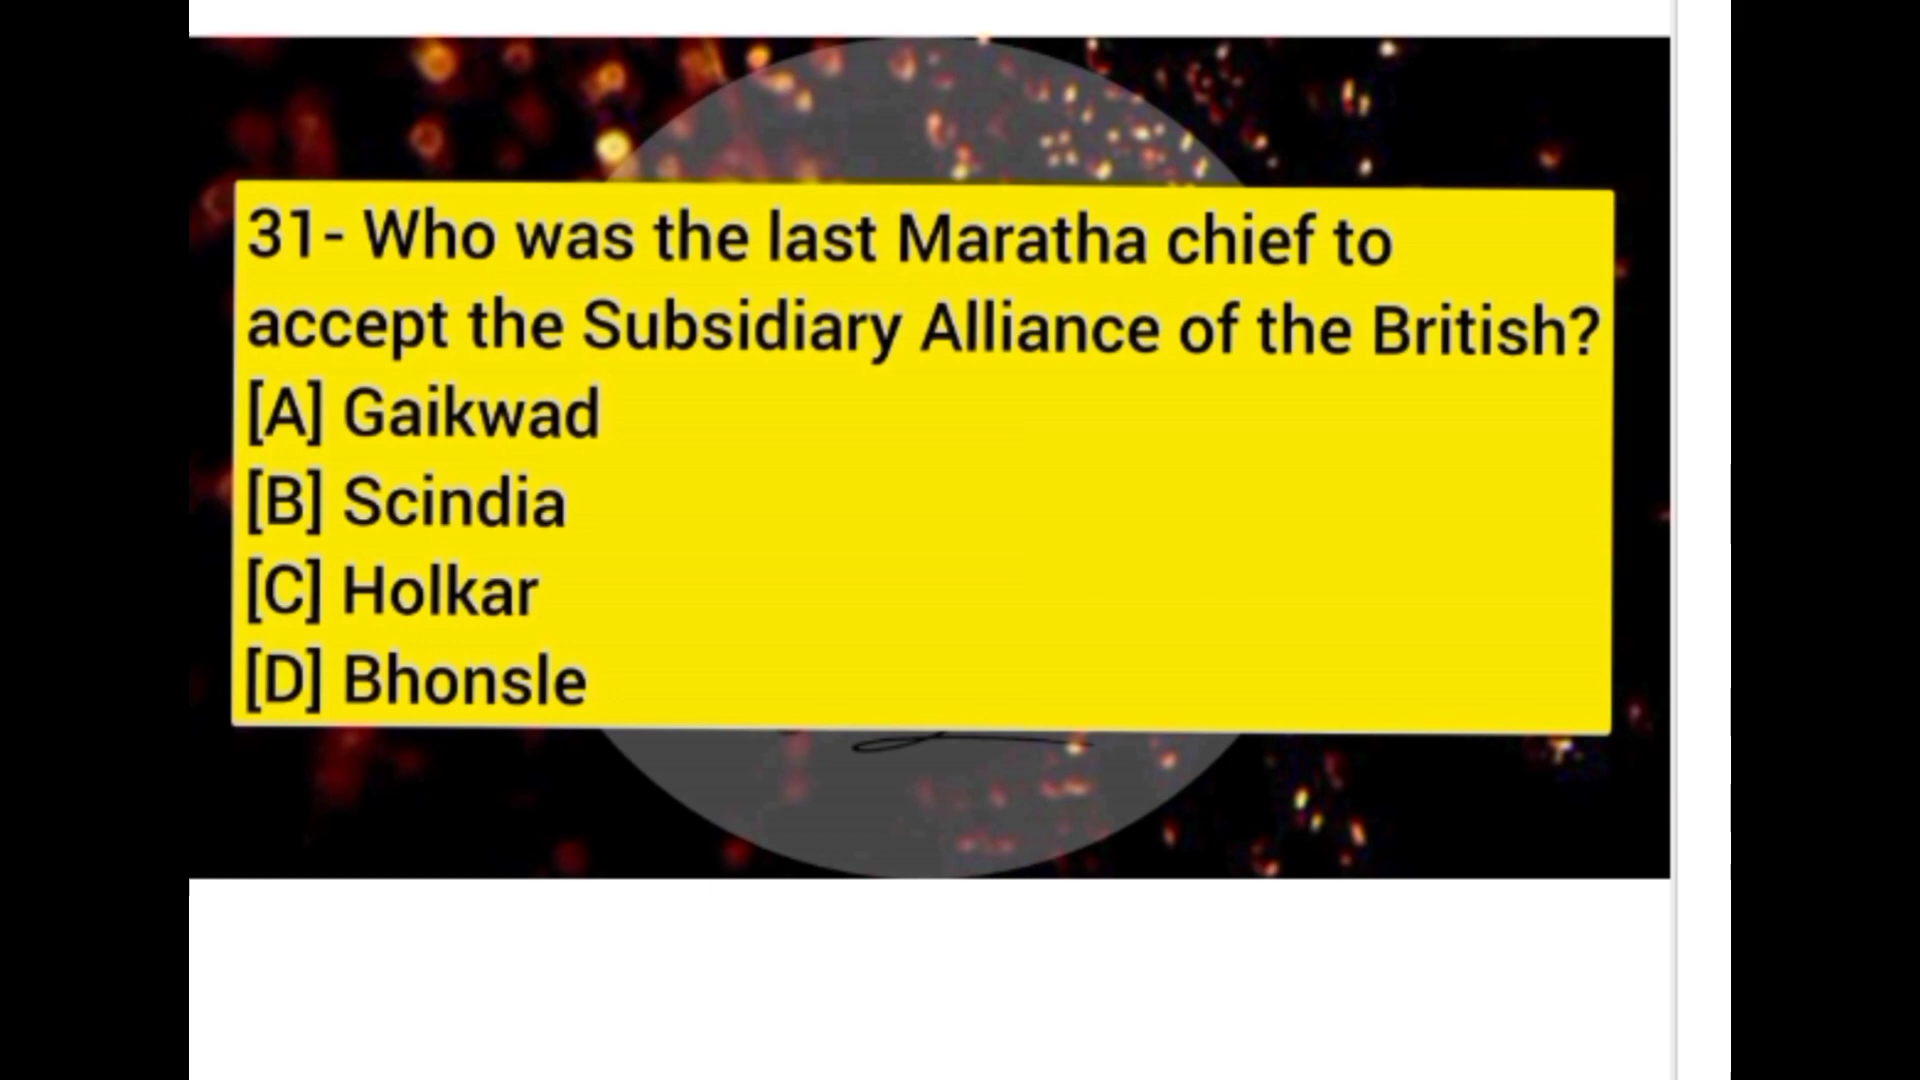 31- Who was the last Maratha chief to
accept the Subsidiary Alliance of the British?
[A] Gaikwad
[B] Scindia
[C] Holkar
[D] Bhonsle